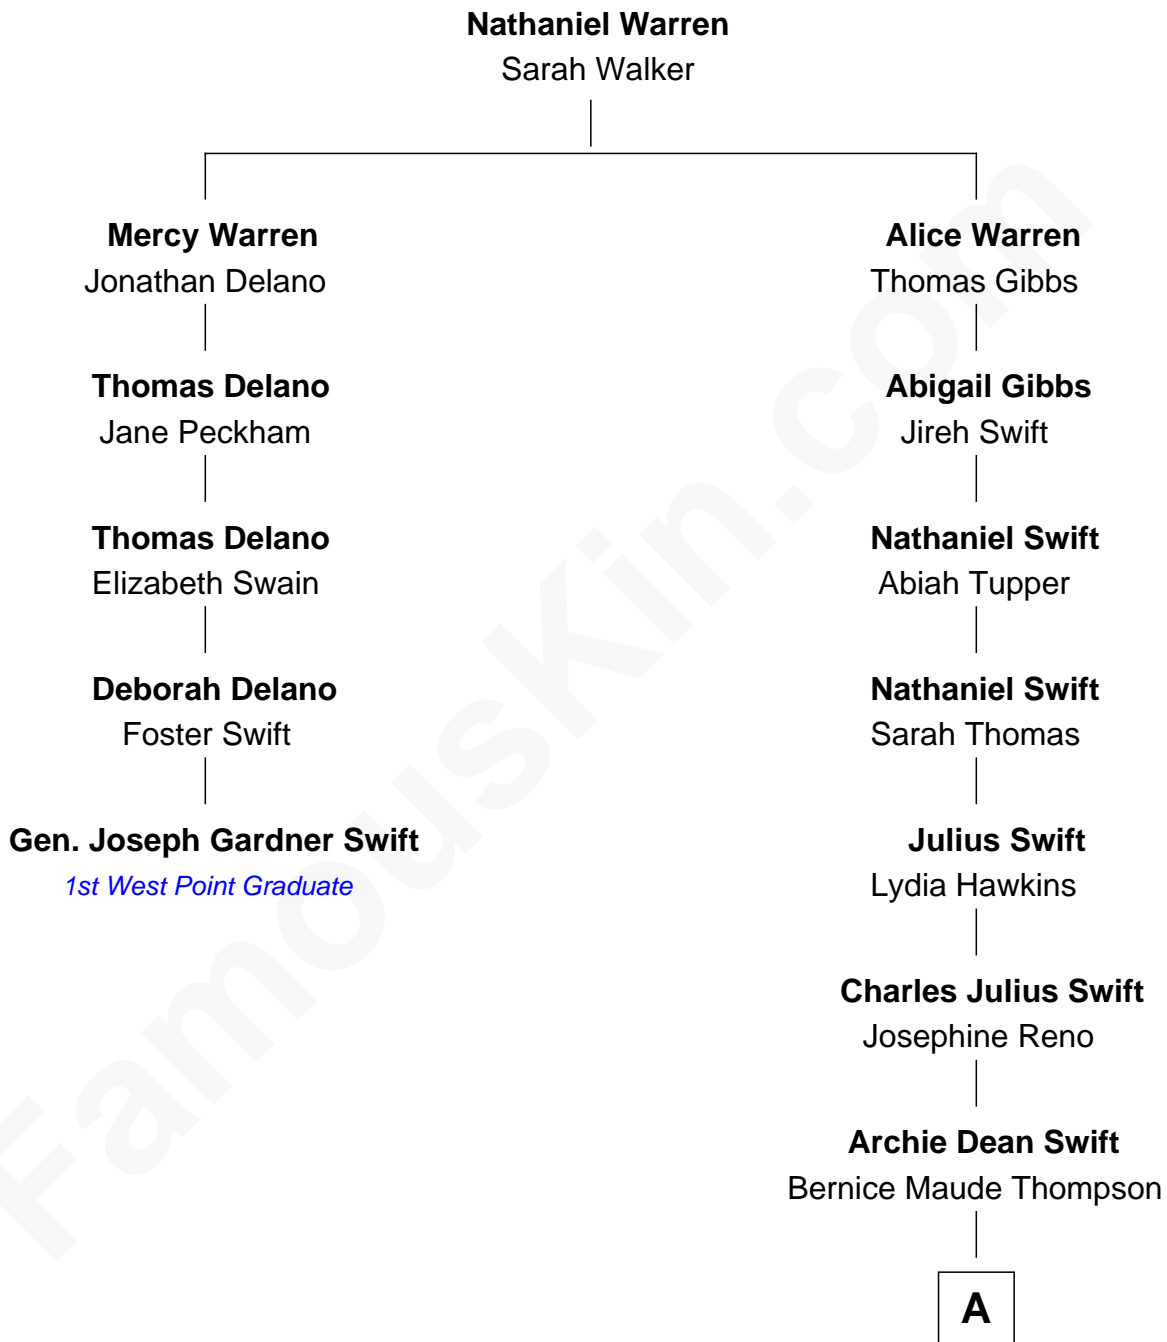 Nathaniel Warren
Sarah Walker
Mercy Warren
Jonathan Delano
Alice Warren
Thomas Gibbs
Thomas Delano
Jane Peckham
Abigail Gibbs
Jireh Swift
Thomas Delano
Elizabeth Swain
Nathaniel Swift
Abiah Tupper
Deborah Delano
Foster Swift
Nathaniel Swift
Sarah Thomas
Gen. Joseph Gardner Swift
1st West Point Graduate
Julius Swift
Lydia Hawkins
Charles Julius Swift
Josephine Reno
Archie Dean Swift
Bernice Maude Thompson
A
FamousKin.com